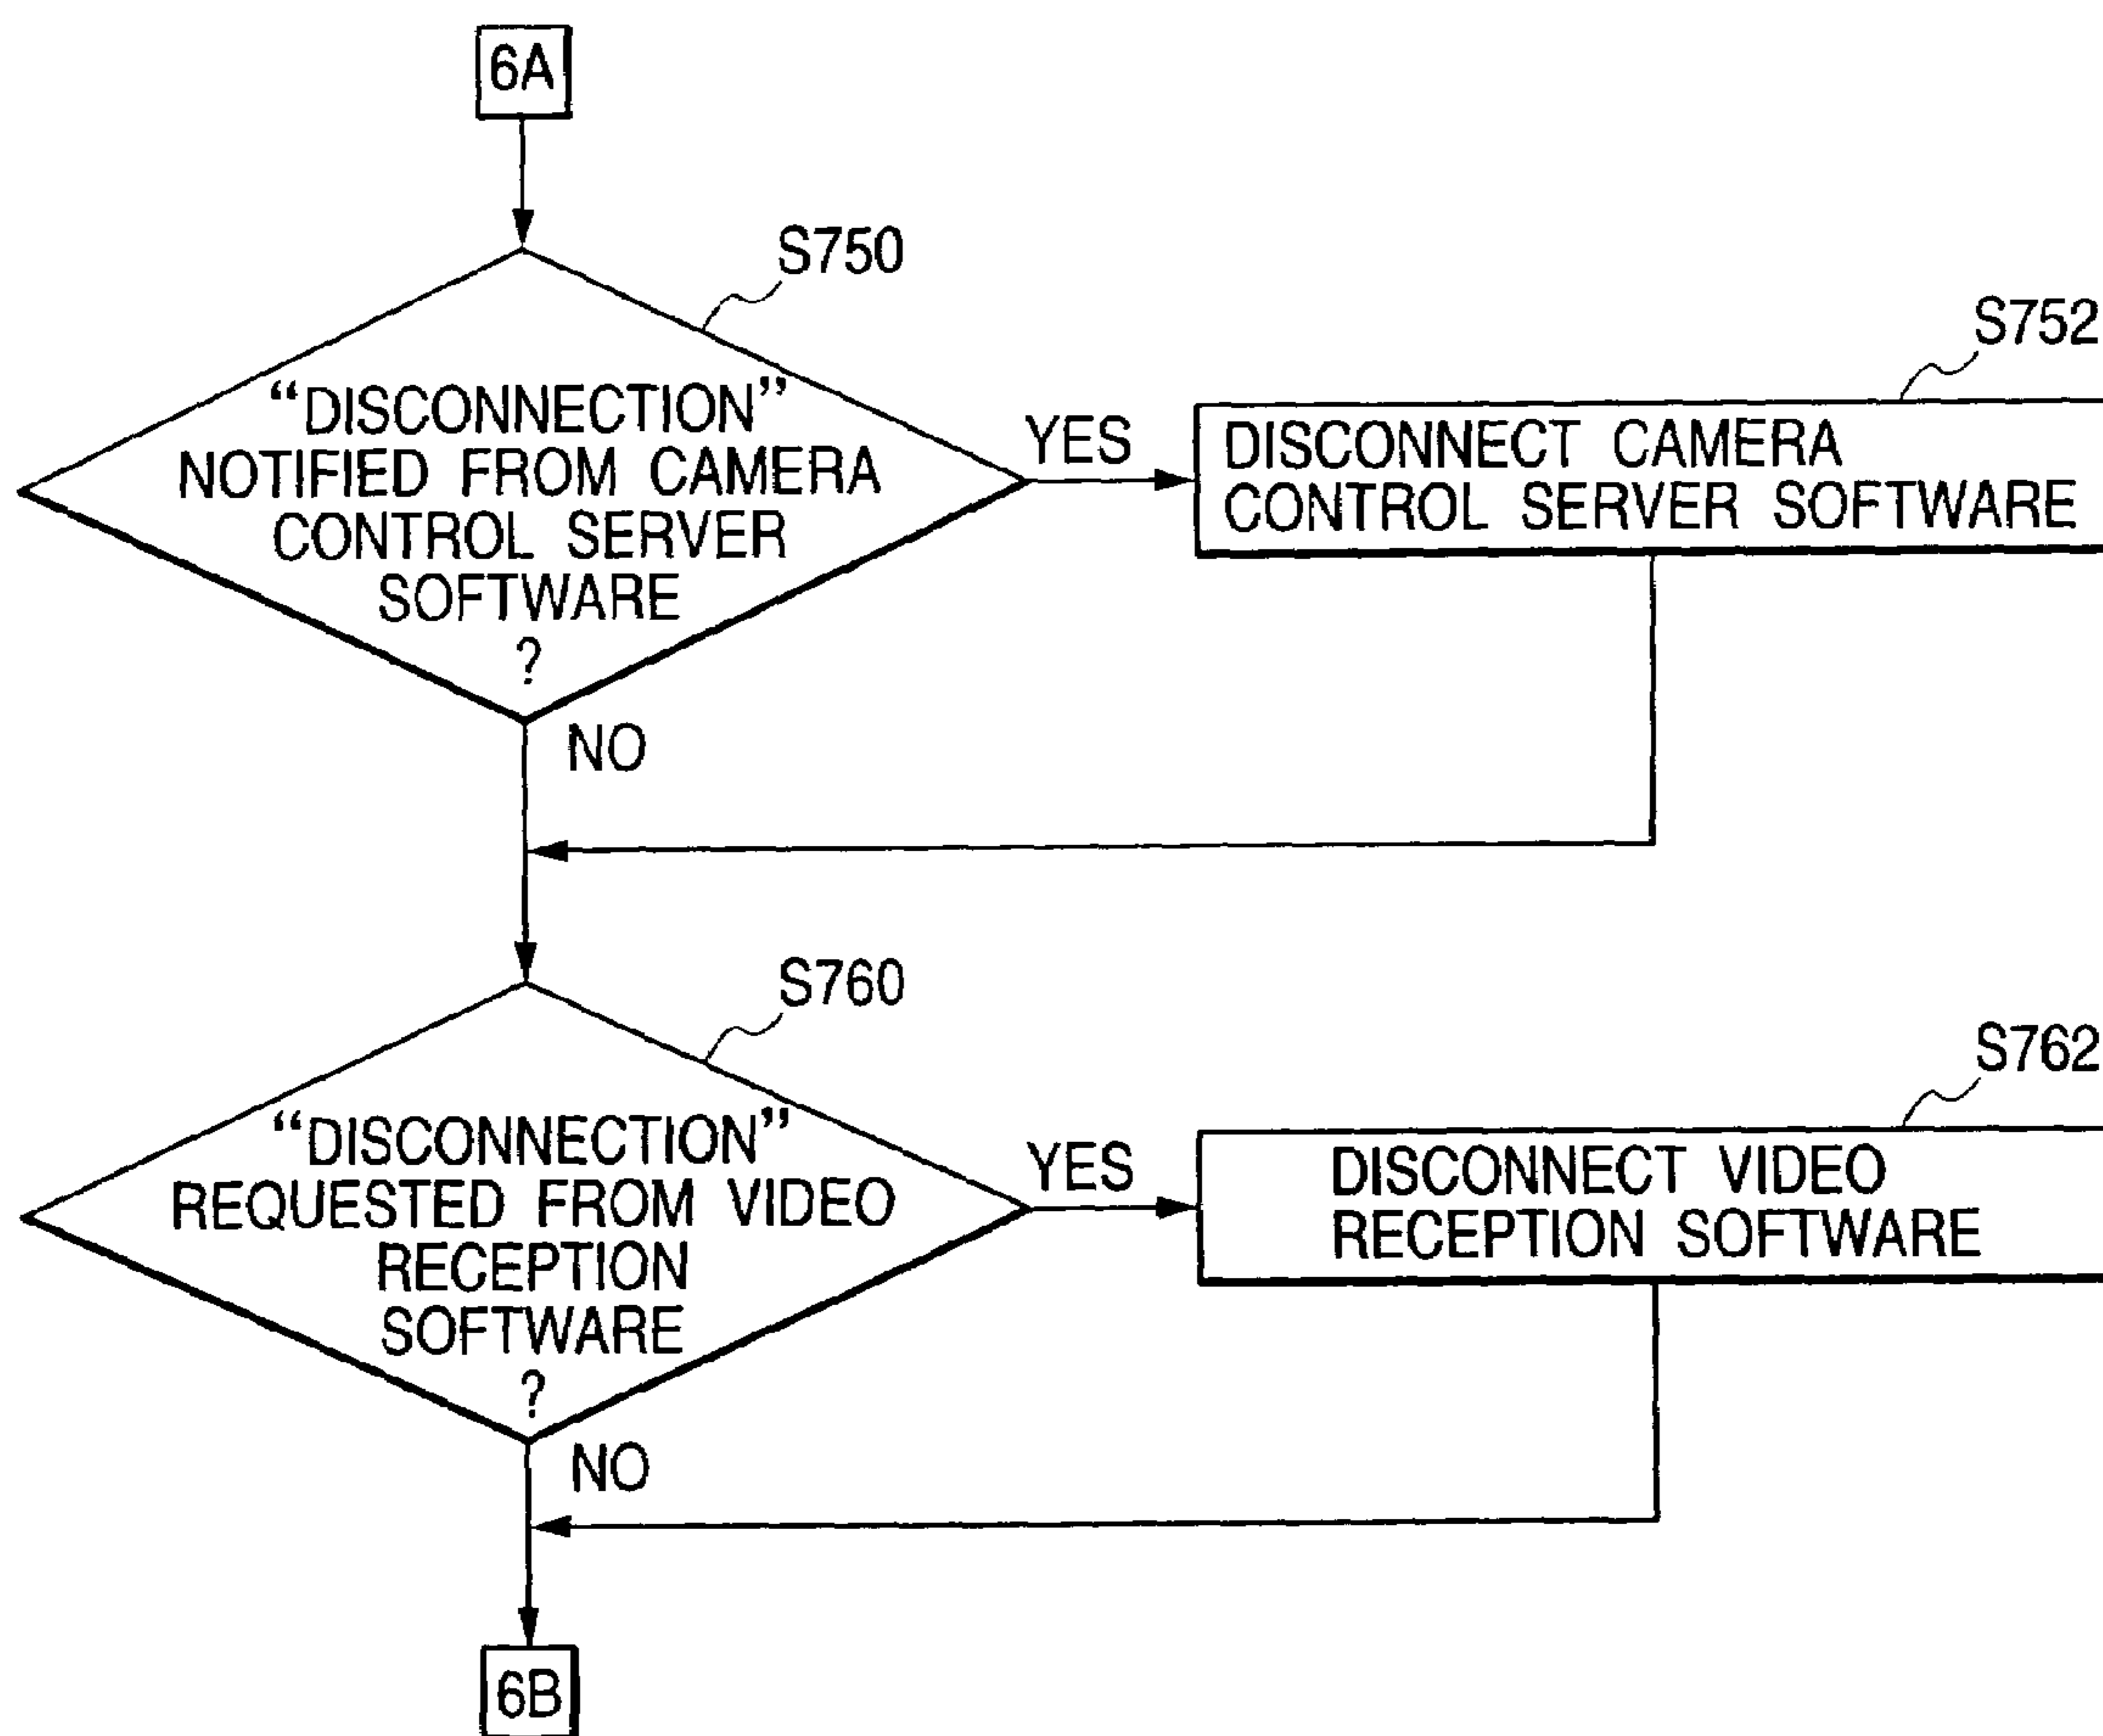 6A
S750
“DISCONNECTION”
NOTIFIED FROM CAMERA
CONTROL SERVER
SOFTWARE
?
YES
NO
S752
DISCONNECT CAMERA
CONTROL SERVER SOFTWARE
S760
“DISCONNECTION”
REQUESTED FROM VIDEO
RECEPTION
SOFTWARE
?
YES
NO
S762
DISCONNECT VIDEO
RECEPTION SOFTWARE
6B